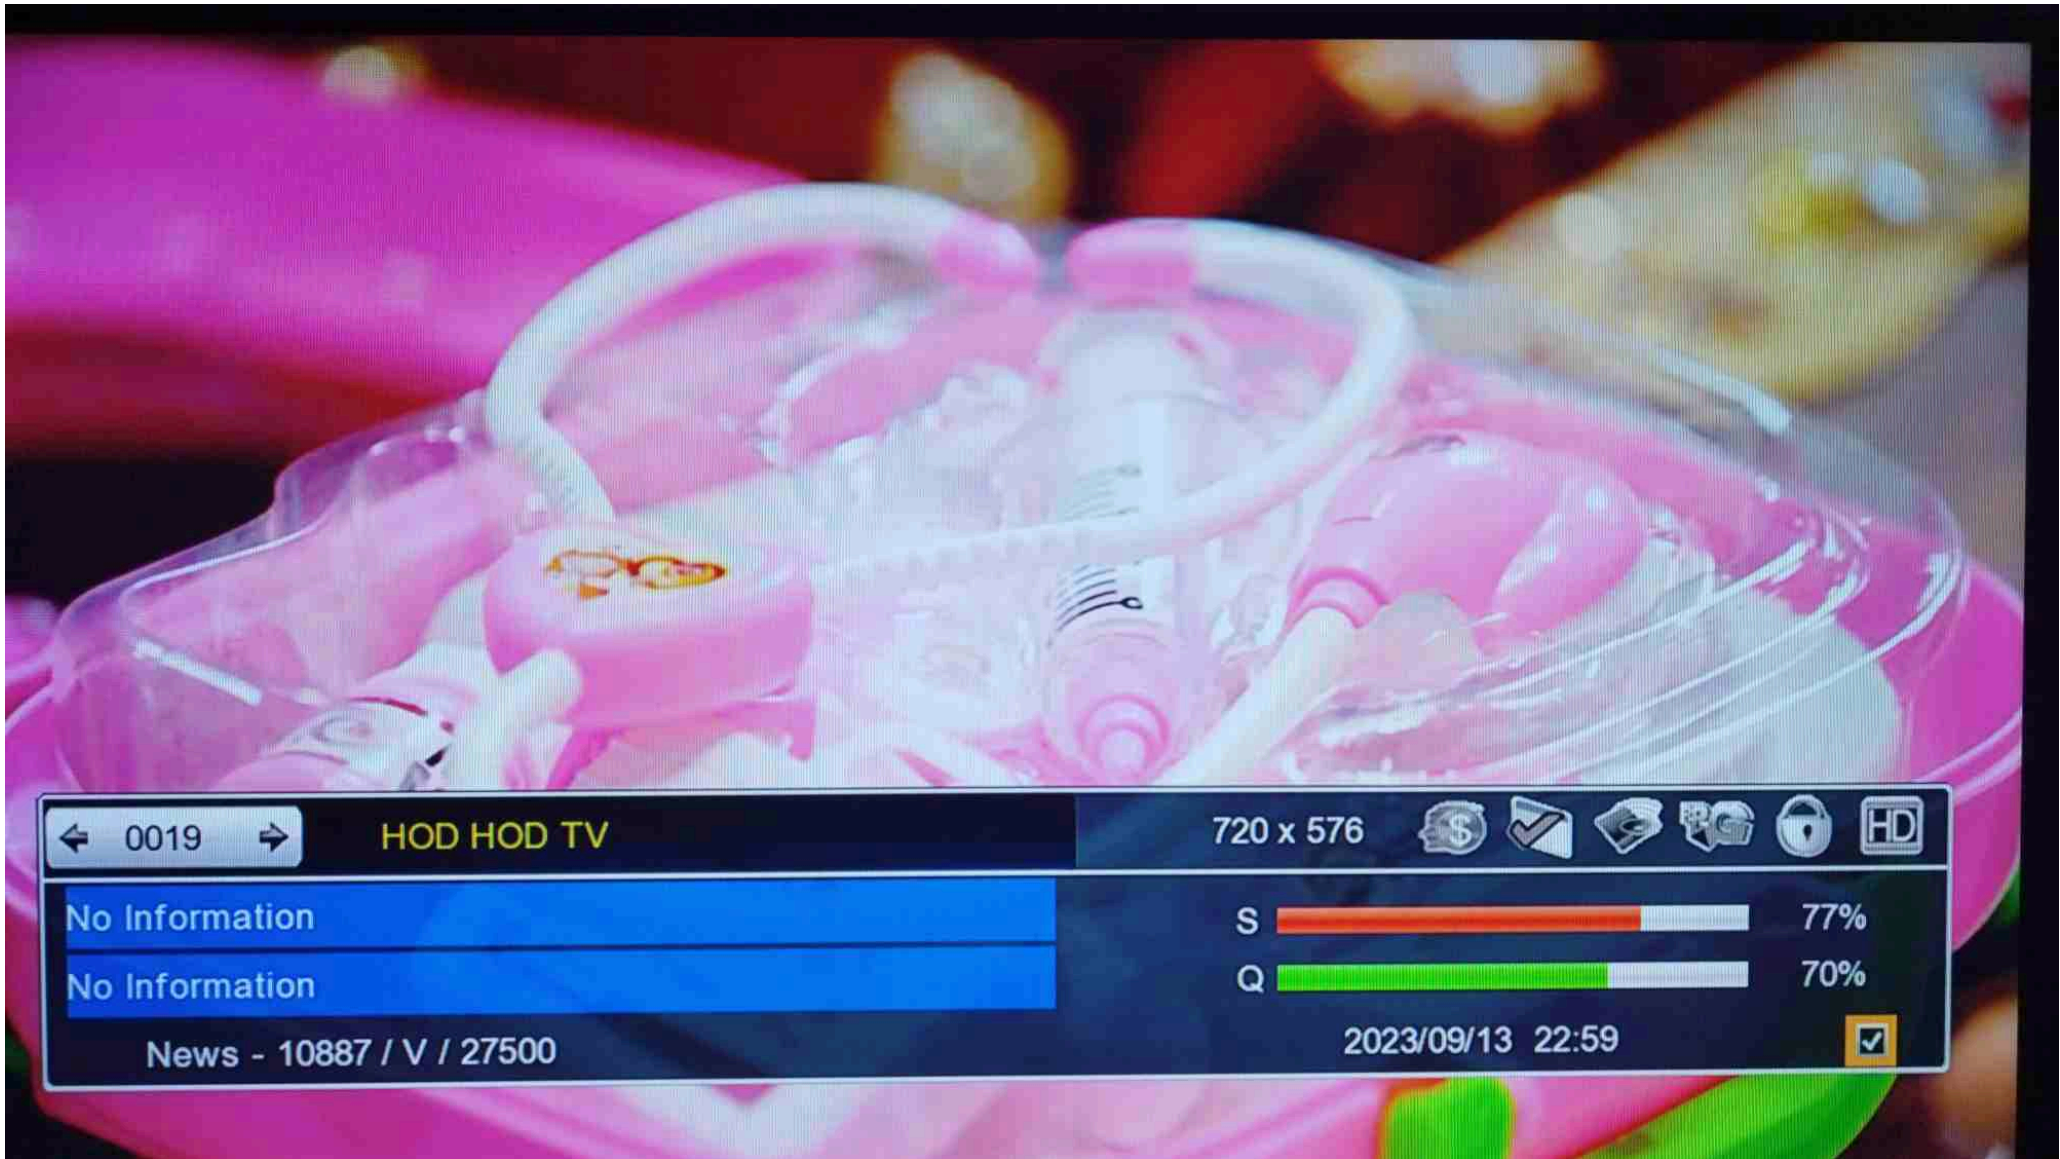 0019 HOD HOD TV 720 x 576 $ HD
No Information
S 77%
No Information
Q 70%
News - 10887 / V / 27500 2023/09/13 22:59